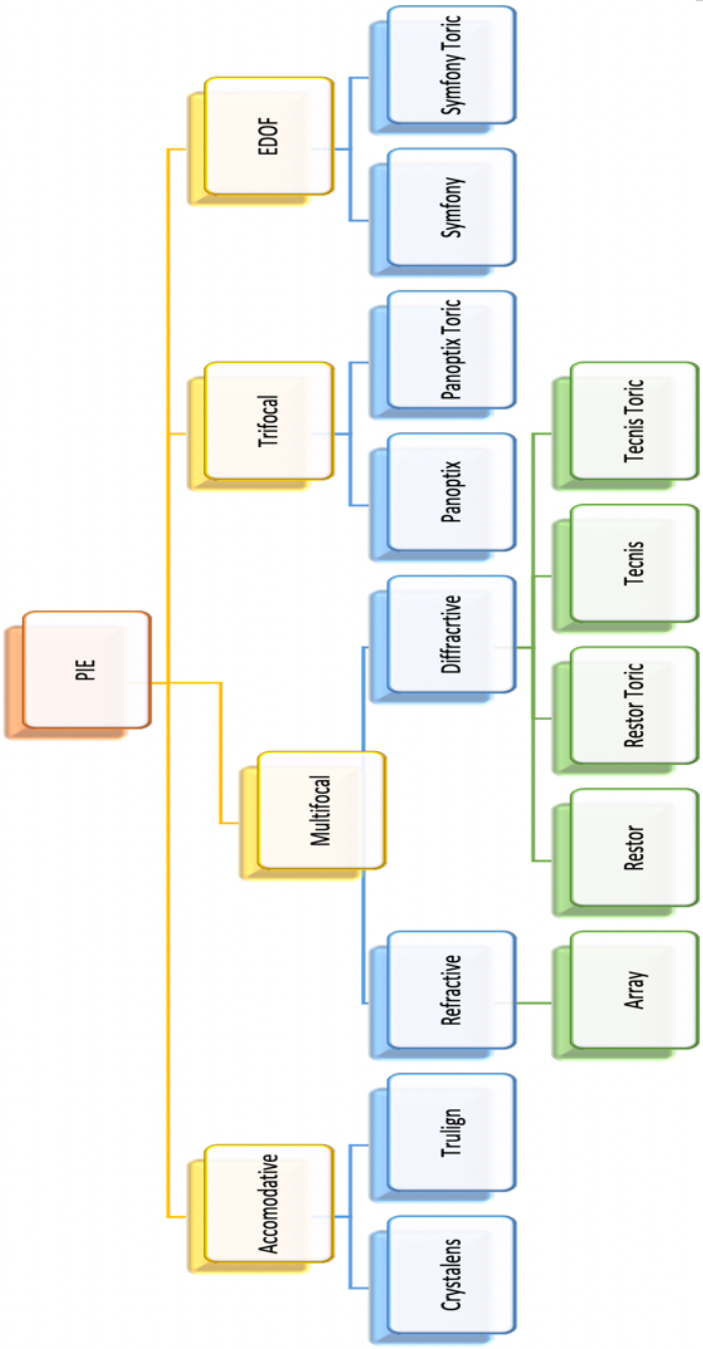 PIE
Accomodative
Multifocal
Trifocal
EDOF
Crystalens
Trulign
Refractive
Diffracrtive
Panoptix
Panoptix Toric
Symfony
Symfony Toric
Array
Restor
Restor Toric
Tecnis
Tecnis Toric